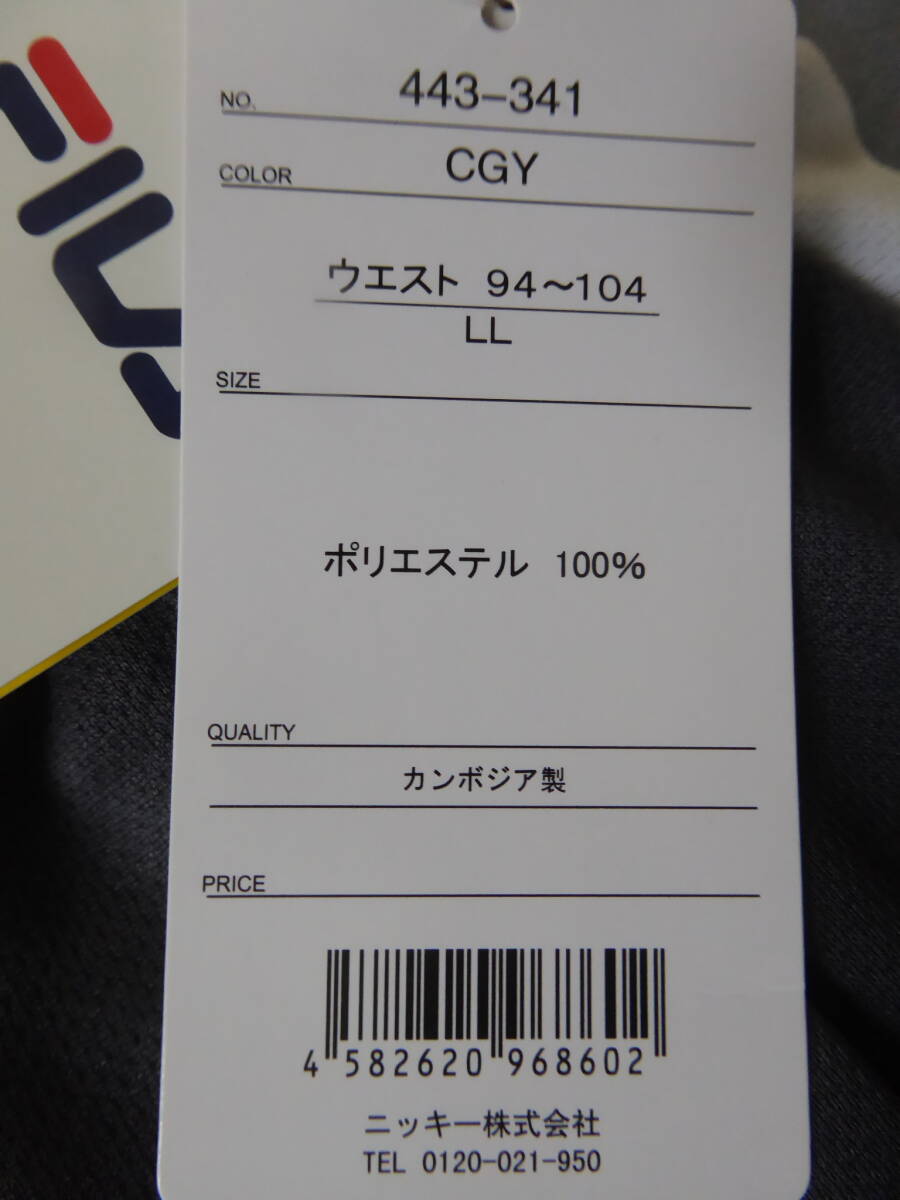 NO. 443-341
COLOR CGY
ウエスト 94～104
LL
SIZE
ポリエステル 100%
QUALITY
カンボジア製
PRICE
4 582620 968602
ニッキー株式会社
TEL 0120-021-950